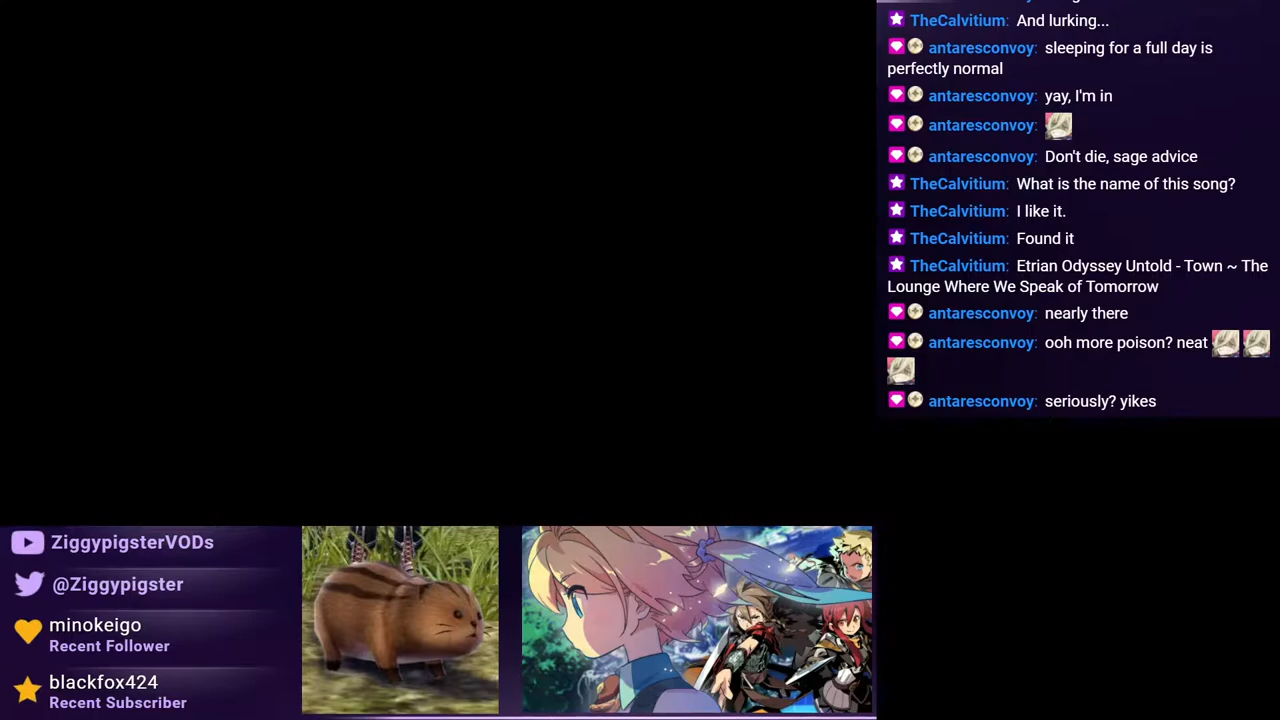 TheCalvitium: And lurking...
antaresconvoy: sleeping for a full day is
perfectly normal
antaresconvoy: yay, I'm in
antaresconvoy:
antaresconvoy: Don't die, sage advice
TheCalvitium: What is the name of this song?
TheCalvitium: I like it.
TheCalvitium: Found it
TheCalvitium: Etrian Odyssey Untold - Town ~ The
Lounge Where We Speak of Tomorrow
antaresconvoy: nearly there
antaresconvoy: ooh more poison? neat
antaresconvoy: seriously? yikes
ZiggypigsterVODs
@Ziggypigster
minokeigo
Recent Follower
blackfox424
Recent Subscriber